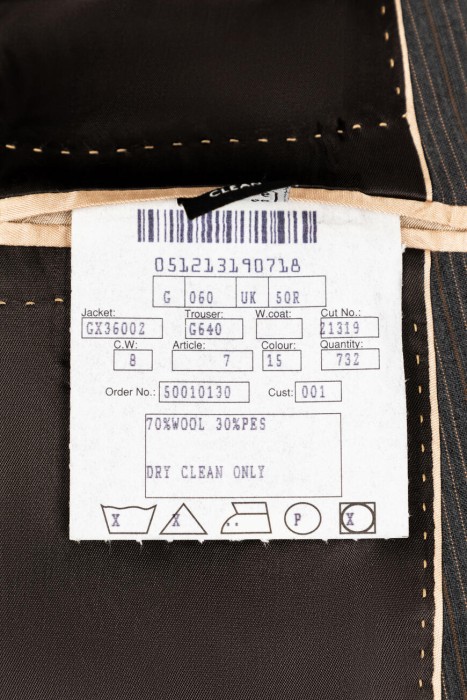 CLEAN
051213190718
G 060 UK 50R
Jacket: Trouser: W.coat: Cut No.:
GX36002 G640 21319
C.W: Article: Colour: Quantity:
8 7 15 732
Order No.: 50010130 Cust: 001
70%WOOL 30%PES
DRY CLEAN ONLY
X X P X